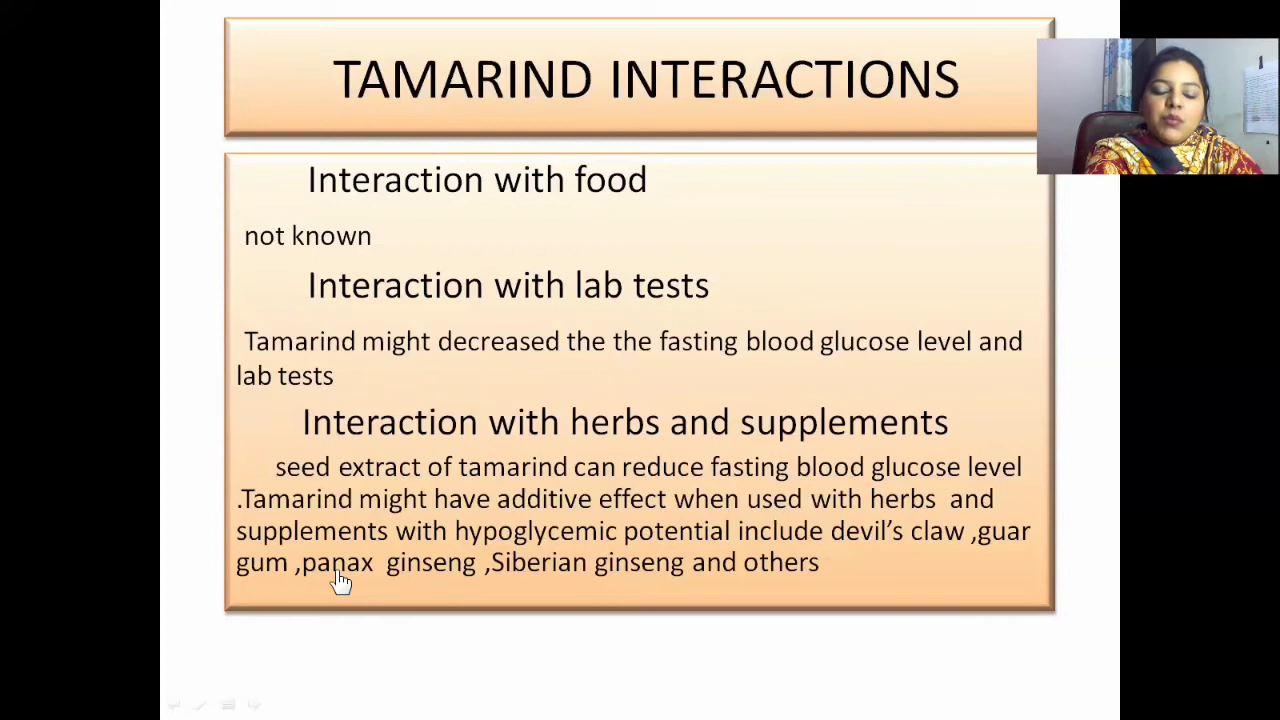 TAMARIND INTERACTIONS
Interaction with food
not known
Interaction with lab tests
Tamarind might decreased the the fasting blood glucose level and
lab tests
Interaction with herbs and supplements
seed extract of tamarind can reduce fasting blood glucose level
.Tamarind might have additive effect when used with herbs and
supplements with hypoglycemic potential include devil’s claw ,guar
gum ,panax ginseng ,Siberian ginseng and others